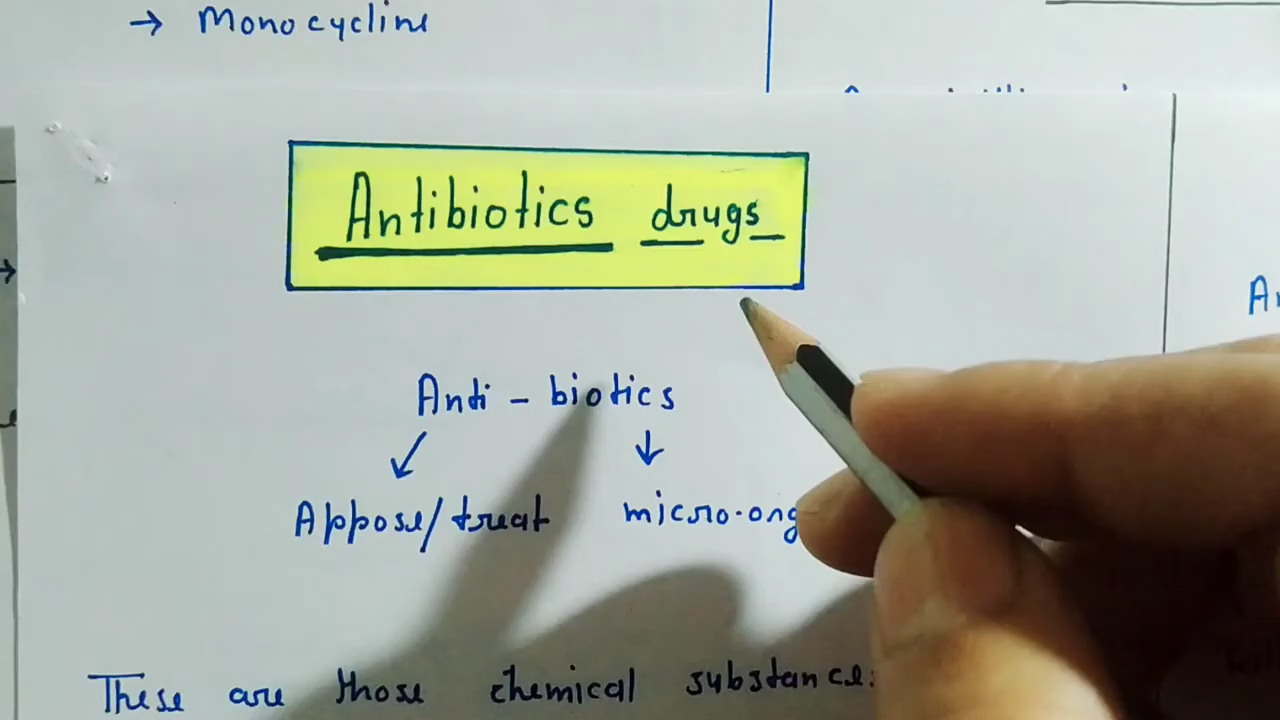 → Monocycline
Antibiotics drugs
Anti - biotics
Appose/treat micro-org
These are those chemical substance